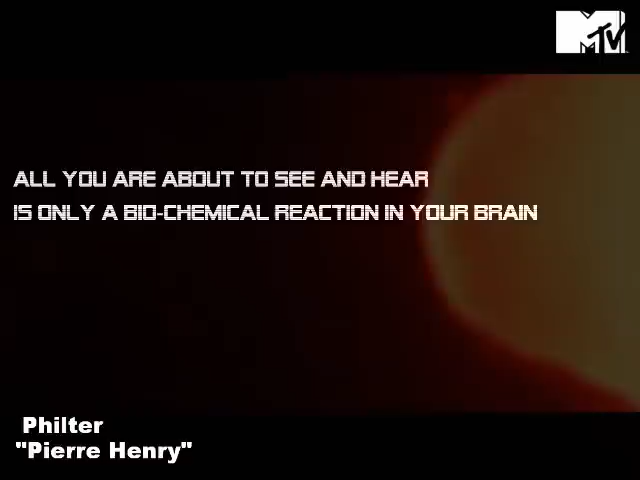 MTV
ALL YOU ARE ABOUT TO SEE AND HEAR
IS ONLY A BIO-CHEMICAL REACTION IN YOUR BRAIN
Philter
"Pierre Henry"